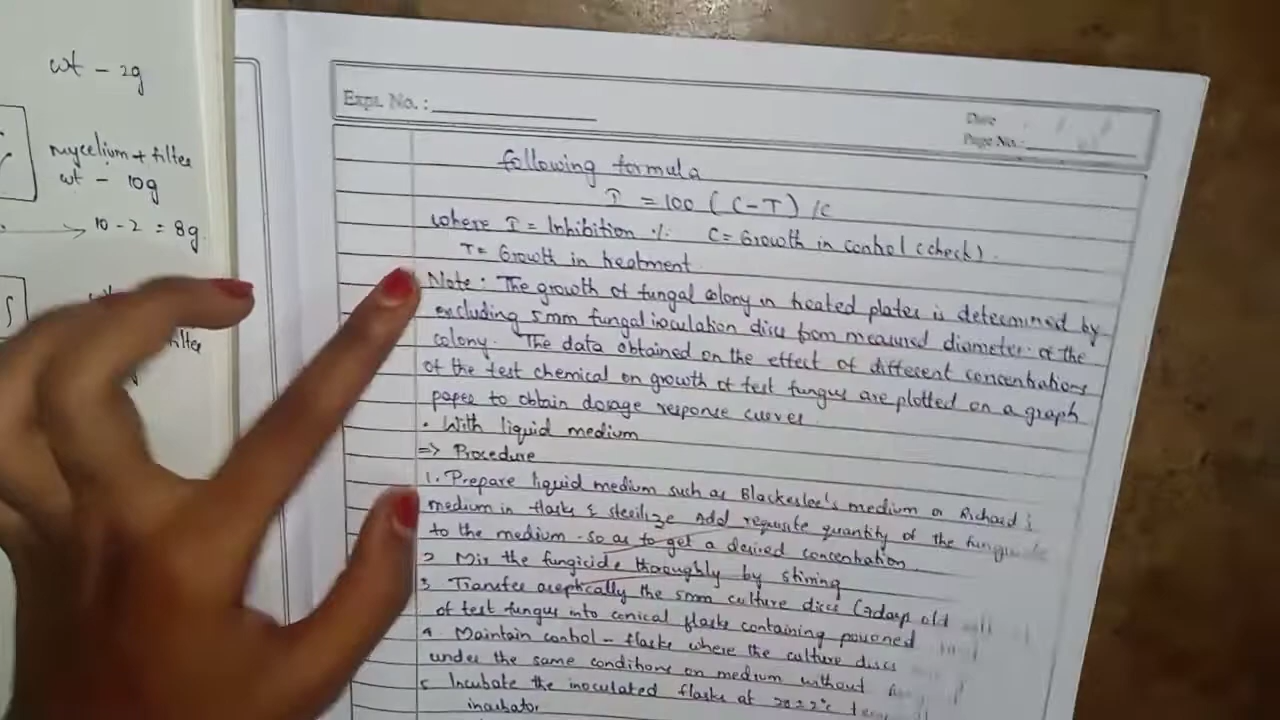 wt - 2g
mycelium + filter
wt - 10g
10 - 2 = 8g
filter
Expt. No. :
Date
Page No. :
following formula
I = 100 (C-T) /C
where I = Inhibition %. C = Growth in control (check).
T = Growth in treatment
Note: The growth of fungal colony in treated plates is determined by
excluding 5mm fungal inoculation discs from measured diameter of the
colony. The data obtained on the effect of different concentrations
of the test chemical on growth of test fungus are plotted on a graph
paper to obtain dosage response curves
• With liquid medium
=> Procedure
1. Prepare liquid medium such as Blackeslee's medium or Richard's
medium in flasks & sterilize Add requisite quantity of the
to the medium so as to get a desired concentration
2 Mix the fungicide thoroughly by stirring
3 Transfer aseptically the 5mm culture discs (7days old
of test fungus into conical flasks containing poisoned
4. Maintain control - flasks where the culture discs
under the same conditions on medium without
5 Incubate the inoculated flasks at
incubator